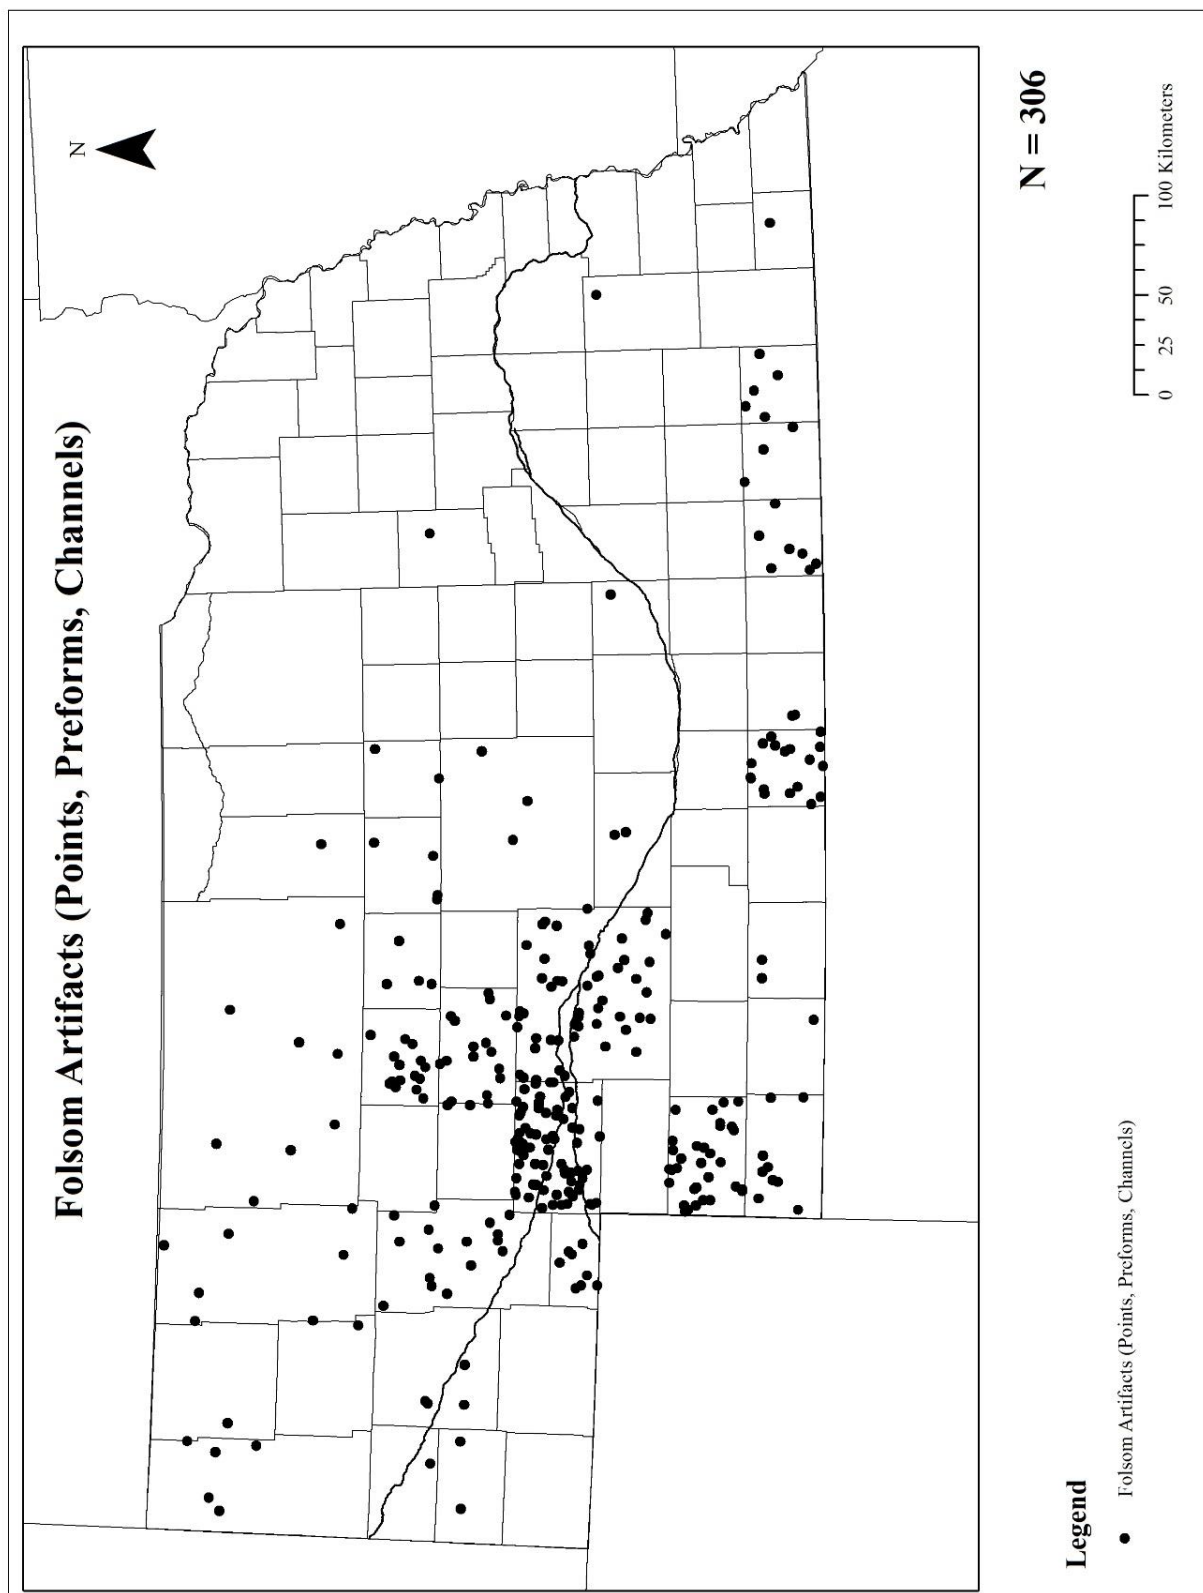 Folsom Artifacts (Points, Preforms, Channels)
N
N = 306
Legend
Folsom Artifacts (Points, Preforms, Channels)
0 25 50 100 Kilometers